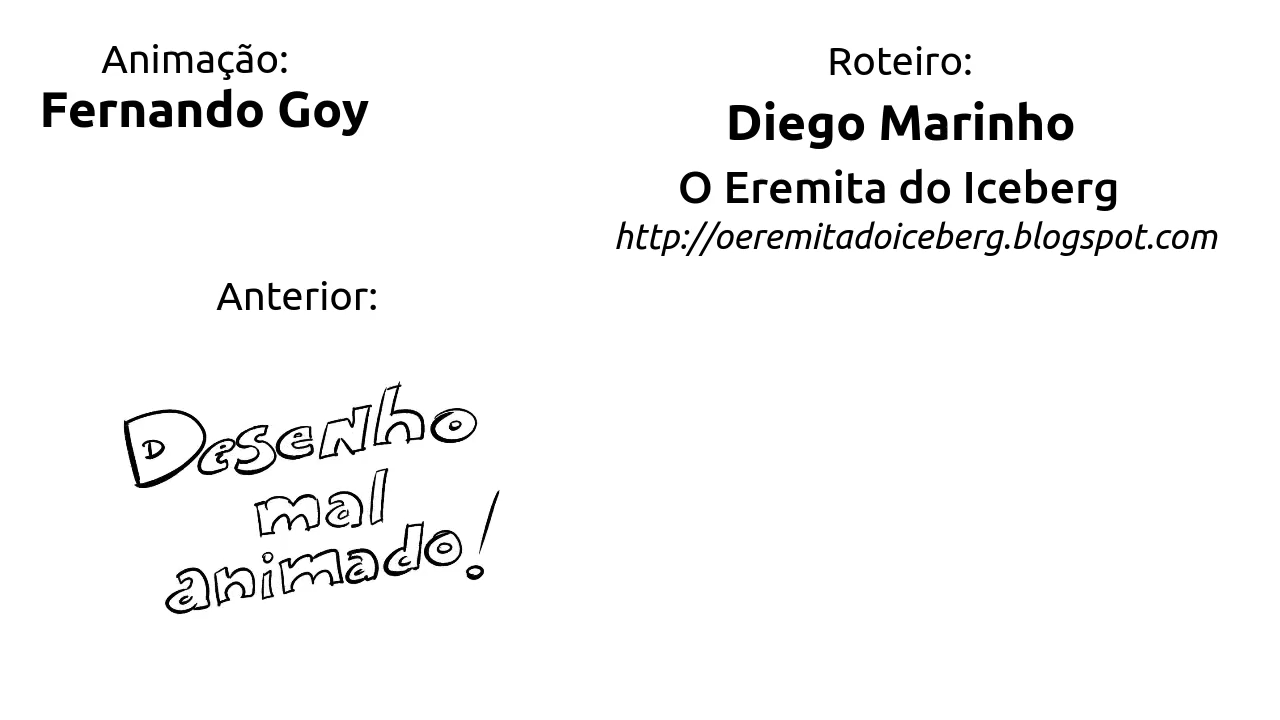 Animação:
Fernando Goy
Roteiro:
Diego Marinho
O Eremita do Iceberg
http://oeremitadoiceberg.blogspot.com
Anterior:
Desenho
mal
animado!